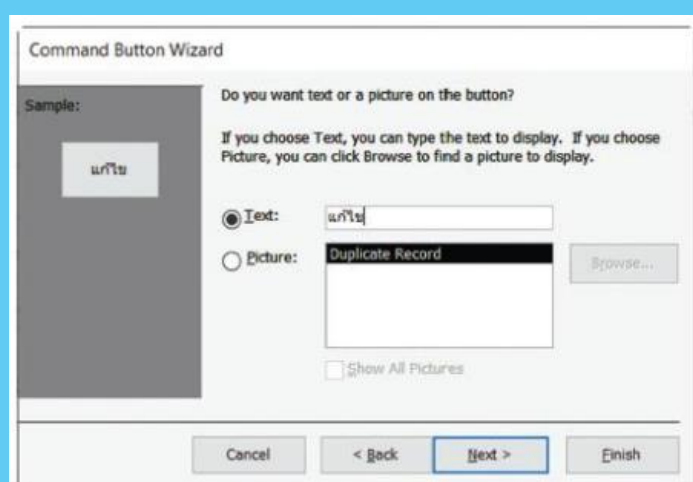 Command Button Wizard
Sample:
แก้ไข
Do you want text or a picture on the button?
If you choose Text, you can type the text to display. If you choose
Picture, you can click Browse to find a picture to display.
Text:
แก้ไข
Picture:
Duplicate Record
Browse...
Show All Pictures
Cancel
< Back
Next >
Finish